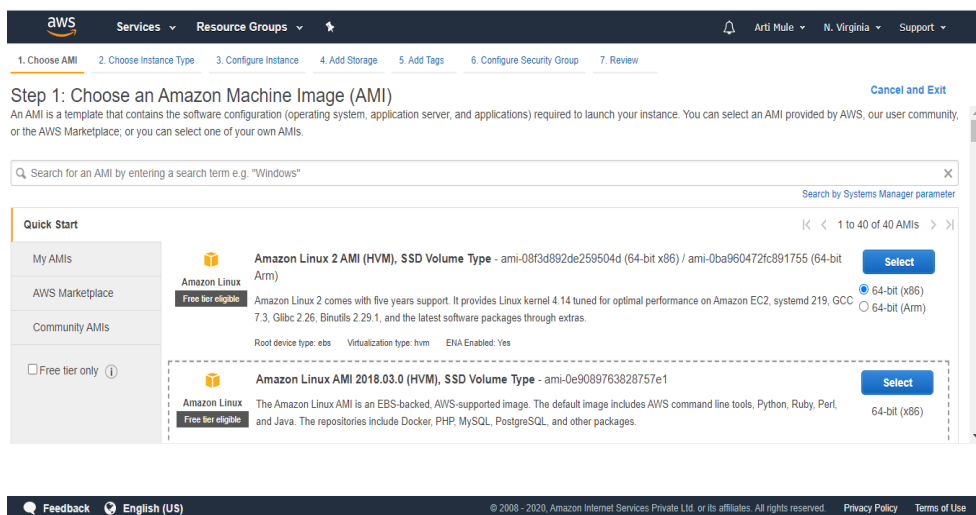 aws Services Resource Groups Arti Mule N. Virginia Support
1. Choose AMI 2. Choose Instance Type 3. Configure Instance 4. Add Storage 5. Add Tags 6. Configure Security Group 7. Review
Step 1: Choose an Amazon Machine Image (AMI)
Cancel and Exit
An AMI is a template that contains the software configuration (operating system, application server, and applications) required to launch your instance. You can select an AMI provided by AWS, our user community,
or the AWS Marketplace; or you can select one of your own AMIs.
Search for an AMI by entering a search term e.g. "Windows"
Search by Systems Manager parameter
Quick Start
1 to 40 of 40 AMIs
My AMIs
AWS Marketplace
Community AMIs
Free tier only
Amazon Linux
Free tier eligible
Amazon Linux 2 AMI (HVM), SSD Volume Type - ami-08f3d892de259504d (64-bit x86) / ami-0ba960472fc891755 (64-bit
Arm)
Amazon Linux 2 comes with five years support. It provides Linux kernel 4.14 tuned for optimal performance on Amazon EC2, systemd 219, GCC
7.3, Glibc 2.26, Binutils 2.29.1, and the latest software packages through extras.
Root device type: ebs Virtualization type: hvm ENA Enabled: Yes
Select
64-bit (x86)
64-bit (Arm)
Amazon Linux
Free tier eligible
Amazon Linux AMI 2018.03.0 (HVM), SSD Volume Type - ami-0e9089763828757e1
The Amazon Linux AMI is an EBS-backed, AWS-supported image. The default image includes AWS command line tools, Python, Ruby, Perl,
and Java. The repositories include Docker, PHP, MySQL, PostgreSQL, and other packages.
Select
64-bit (x86)
Feedback English (US) © 2008 - 2020, Amazon Internet Services Private Ltd. or its affiliates. All rights reserved. Privacy Policy Terms of Use